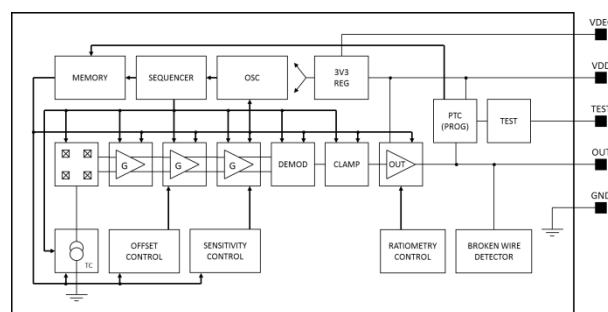 VDEC
MEMORY
SEQUENCER
OSC
3V3
REG
VDD
PTC
(PROG)
TEST
TEST
G
G
G
DEMOD
CLAMP
OUT
OUT
GND
TC
OFFSET
CONTROL
SENSITIVITY
CONTROL
RATIOMETRY
CONTROL
BROKEN WIRE
DETECTOR